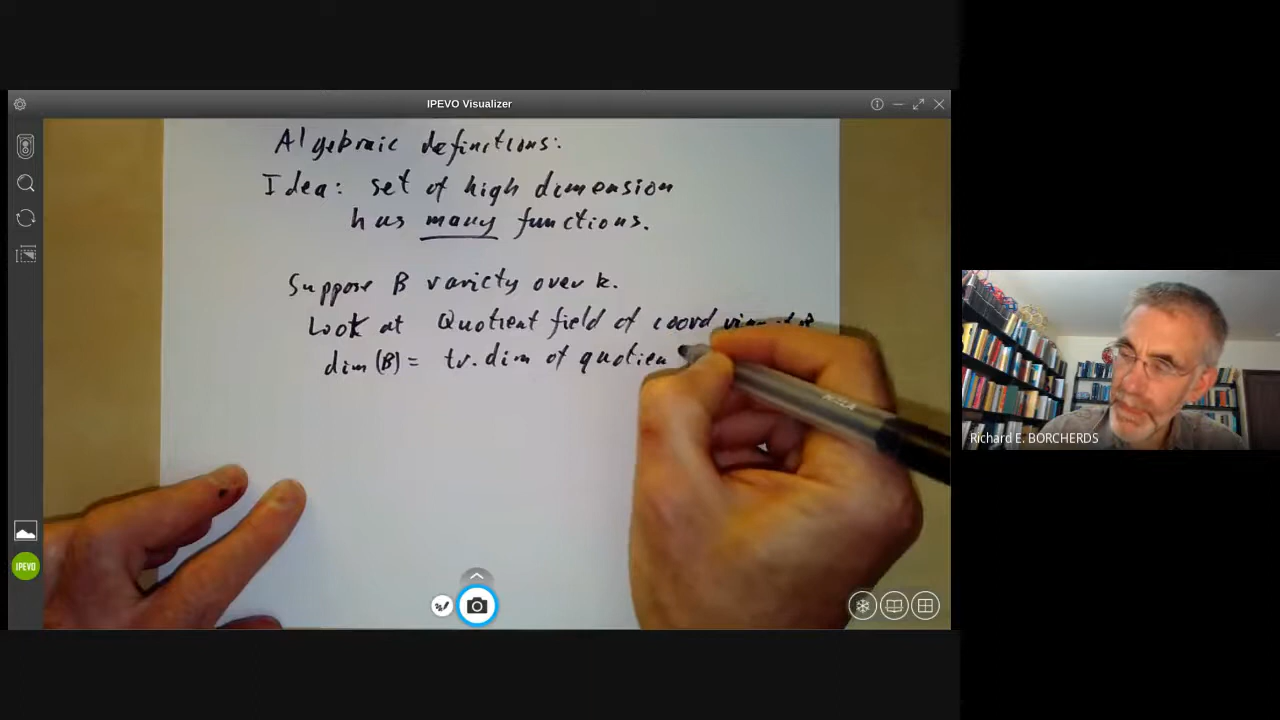 IPEVO Visualizer
Algebraic definitions:
Idea: set of high dimension
has many functions.
Suppose B variety over k.
Look at Quotient field of coord
dim (B) = tr. dim of quotien
Richard E. BORCHERDS
IPEVO